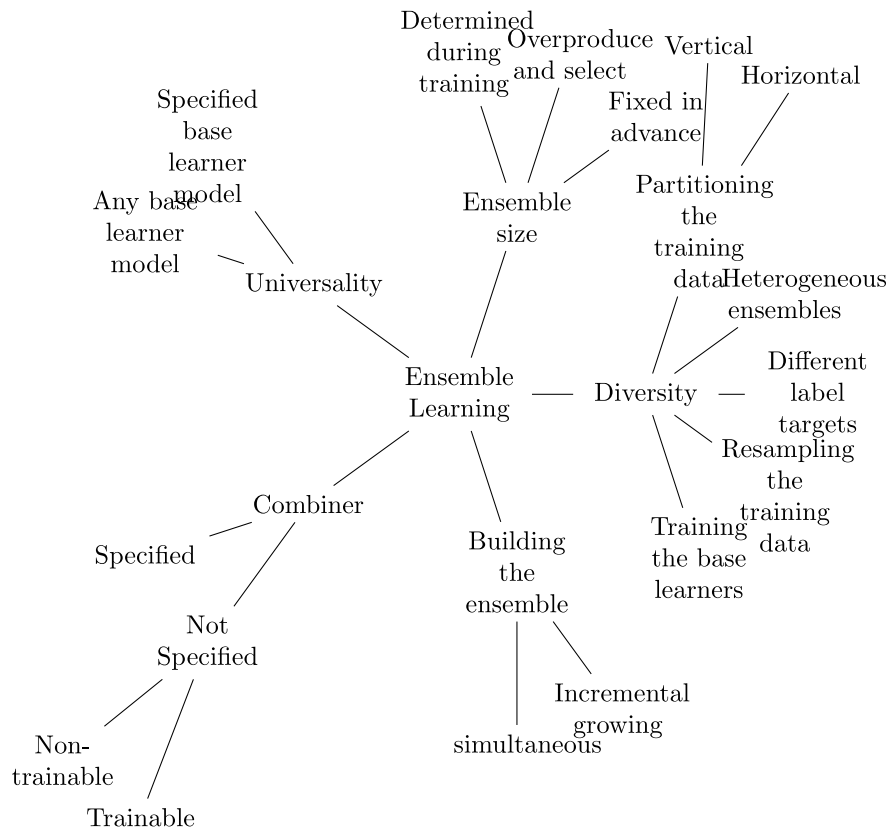 Determined
during
training
Overproduce
and select
Vertical
Horizontal
Fixed in
advance
Specified
base
learner
model
Any base
learner
model
Ensemble
size
Partitioning
the
training
data
Universality
Heterogeneous
ensembles
Ensemble
Learning
Diversity
Different
label
targets
Resampling
the
training
data
Combiner
Specified
Training
the base
learners
Building
the
ensemble
Not
Specified
Incremental
growing
simultaneous
Non-
trainable
Trainable